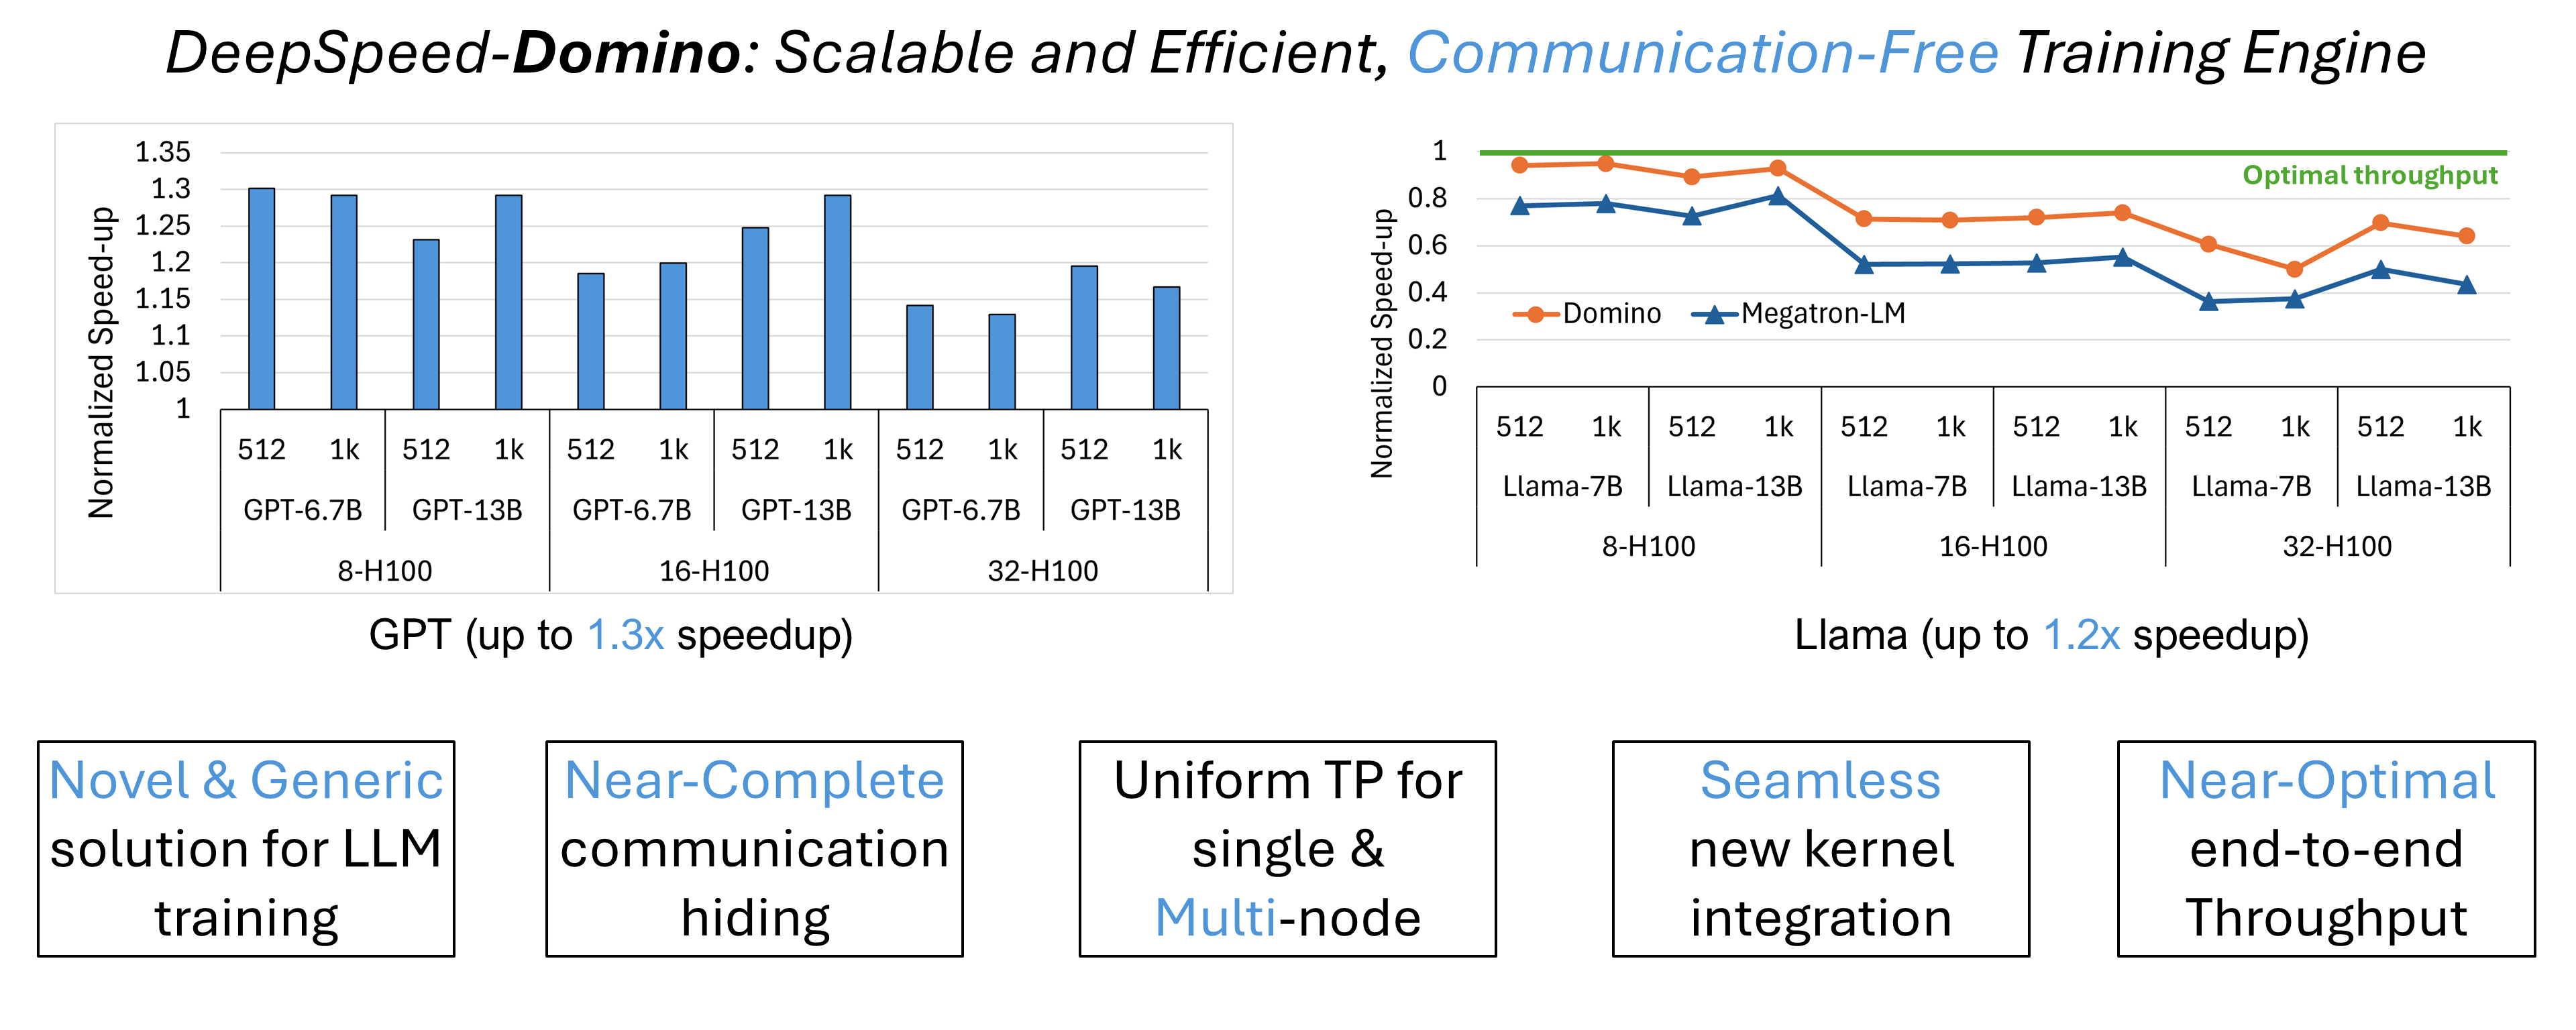 DeepSpeed-Domino: Scalable and Efficient, Communication-Free Training Engine
Normalized Speed-up
1.35
1.3
1.25
1.2
1.15
1.1
1.05
1
512 1k 512 1k 512 1k 512 1k 512 1k 512 1k
GPT-6.7B GPT-13B GPT-6.7B GPT-13B GPT-6.7B GPT-13B
8-H100 16-H100 32-H100
GPT (up to 1.3x speedup)
Normalized Speed-up
1
0.8
0.6
0.4
0.2
0
Optimal throughput
Domino Megatron-LM
512 1k 512 1k 512 1k 512 1k 512 1k 512 1k
Llama-7B Llama-13B Llama-7B Llama-13B Llama-7B Llama-13B
8-H100 16-H100 32-H100
Llama (up to 1.2x speedup)
Novel & Generic
solution for LLM
training
Near-Complete
communication
hiding
Uniform TP for
single &
Multi-node
Seamless
new kernel
integration
Near-Optimal
end-to-end
Throughput